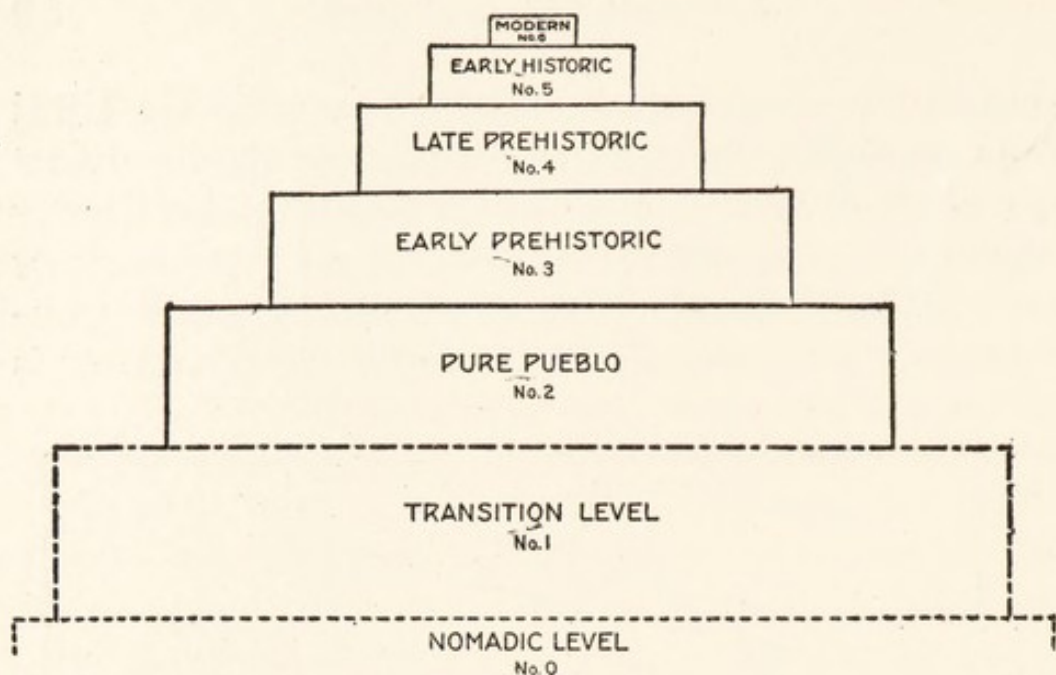 MODERN
No. 6
EARLY HISTORIC
No. 5
LATE PREHISTORIC
No. 4
EARLY PREHISTORIC
No. 3
PURE PUEBLO
No. 2
TRANSITION LEVEL
No. 1
NOMADIC LEVEL
No. 0